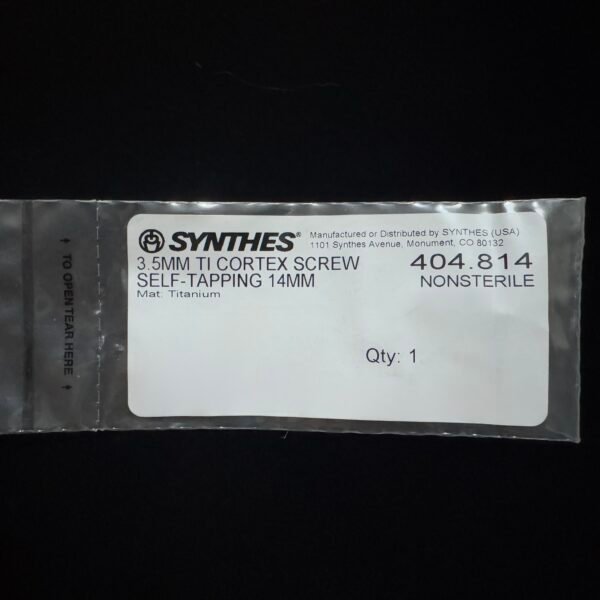 SYNTHES®
Manufactured or Distributed by SYNTHES (USA)
1101 Synthes Avenue, Monument, CO 80132
3.5MM TI CORTEX SCREW
404.814
SELF-TAPPING 14MM
NONSTERILE
Mat: Titanium
Qty: 1
↑ TO OPEN TEAR HERE ↑